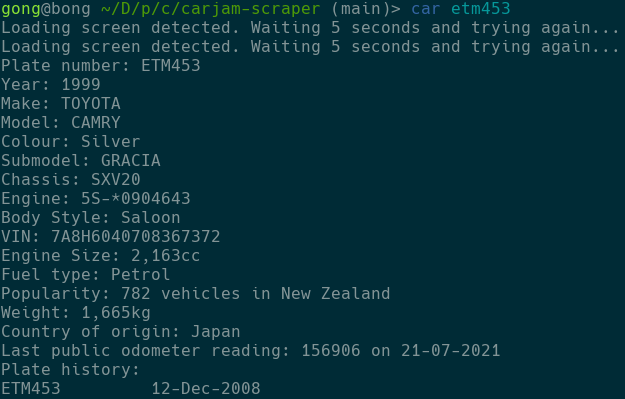 gong@bong ~/D/p/c/carjam-scraper (main)> car etm453
Loading screen detected. Waiting 5 seconds and trying again...
Loading screen detected. Waiting 5 seconds and trying again...
Plate number: ETM453
Year: 1999
Make: TOYOTA
Model: CAMRY
Colour: Silver
Submodel: GRACIA
Chassis: SXV20
Engine: 5S-*0904643
Body Style: Saloon
VIN: 7A8H6040708367372
Engine Size: 2,163cc
Fuel type: Petrol
Popularity: 782 vehicles in New Zealand
Weight: 1,665kg
Country of origin: Japan
Last public odometer reading: 156906 on 21-07-2021
Plate history:
ETM453         12-Dec-2008